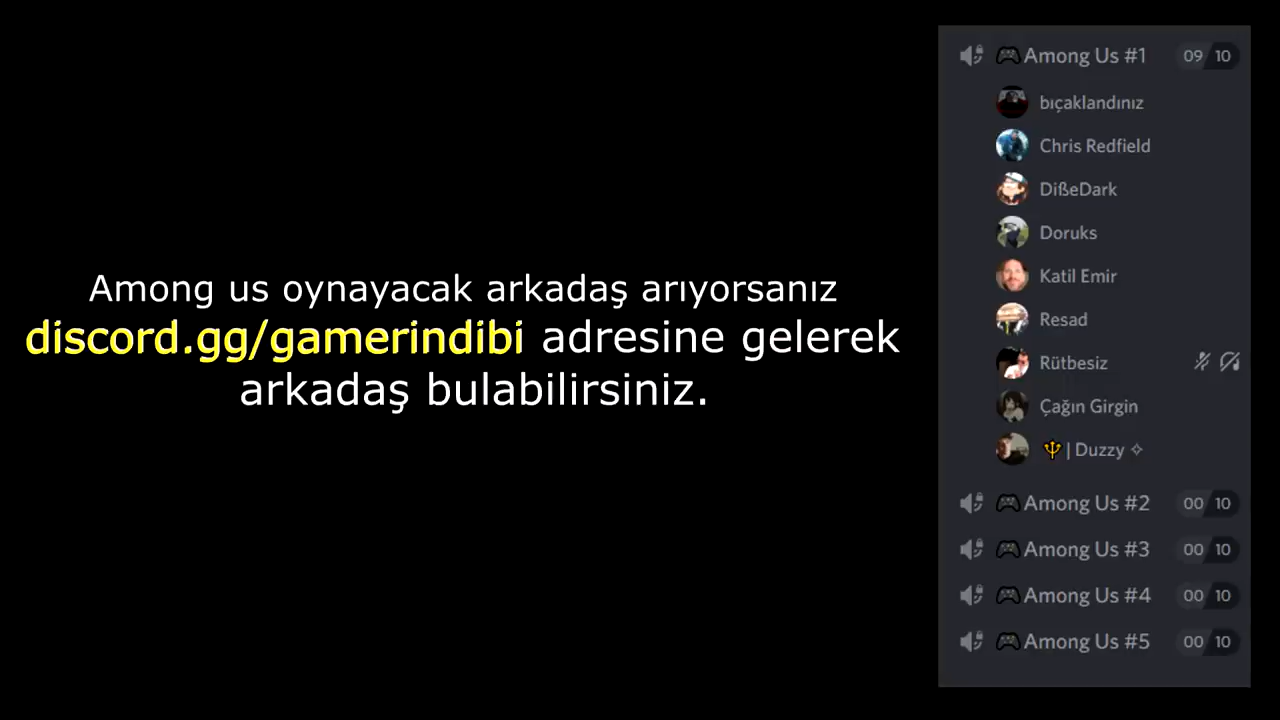 Among us oynayacak arkadaş arıyorsanız
discord.gg/gamerindibi adresine gelerek
arkadaş bulabilirsiniz.
Among Us #1 09 10
bıçaklandınız
Chris Redfield
DißeDark
Doruks
Katil Emir
Resad
Rütbesiz
Çağın Girgin
| Duzzy ✧
Among Us #2 00 10
Among Us #3 00 10
Among Us #4 00 10
Among Us #5 00 10